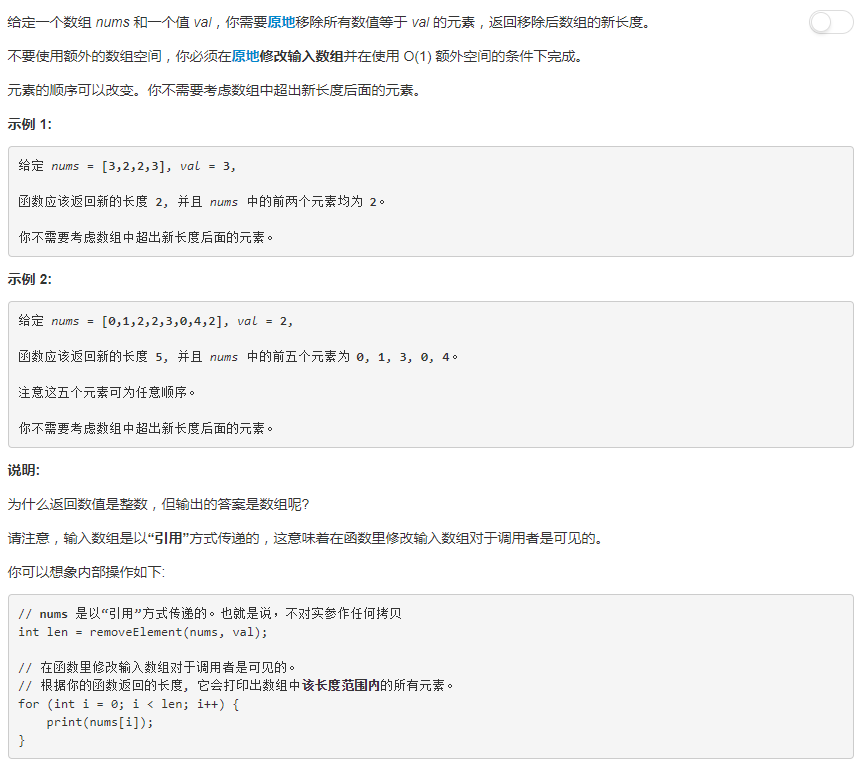 给定一个数组 nums 和一个值 val，你需要原地移除所有数值等于 val 的元素，返回移除后数组的新长度。
不要使用额外的数组空间，你必须在原地修改输入数组并在使用 O(1) 额外空间的条件下完成。
元素的顺序可以改变。你不需要考虑数组中超出新长度后面的元素。
示例 1:
给定 nums = [3,2,2,3], val = 3,
函数应该返回新的长度 2, 并且 nums 中的前两个元素均为 2。
你不需要考虑数组中超出新长度后面的元素。
示例 2:
给定 nums = [0,1,2,2,3,0,4,2], val = 2,
函数应该返回新的长度 5, 并且 nums 中的前五个元素为 0, 1, 3, 0, 4。
注意这五个元素可为任意顺序。
你不需要考虑数组中超出新长度后面的元素。
说明:
为什么返回数值是整数，但输出的答案是数组呢?
请注意，输入数组是以“引用”方式传递的，这意味着在函数里修改输入数组对于调用者是可见的。
你可以想象内部操作如下:
// nums 是以“引用”方式传递的。也就是说，不对实参作任何拷贝
int len = removeElement(nums, val);
// 在函数里修改输入数组对于调用者是可见的。
// 根据你的函数返回的长度, 它会打印出数组中该长度范围内的所有元素。
for (int i = 0; i < len; i++) {
    print(nums[i]);
}